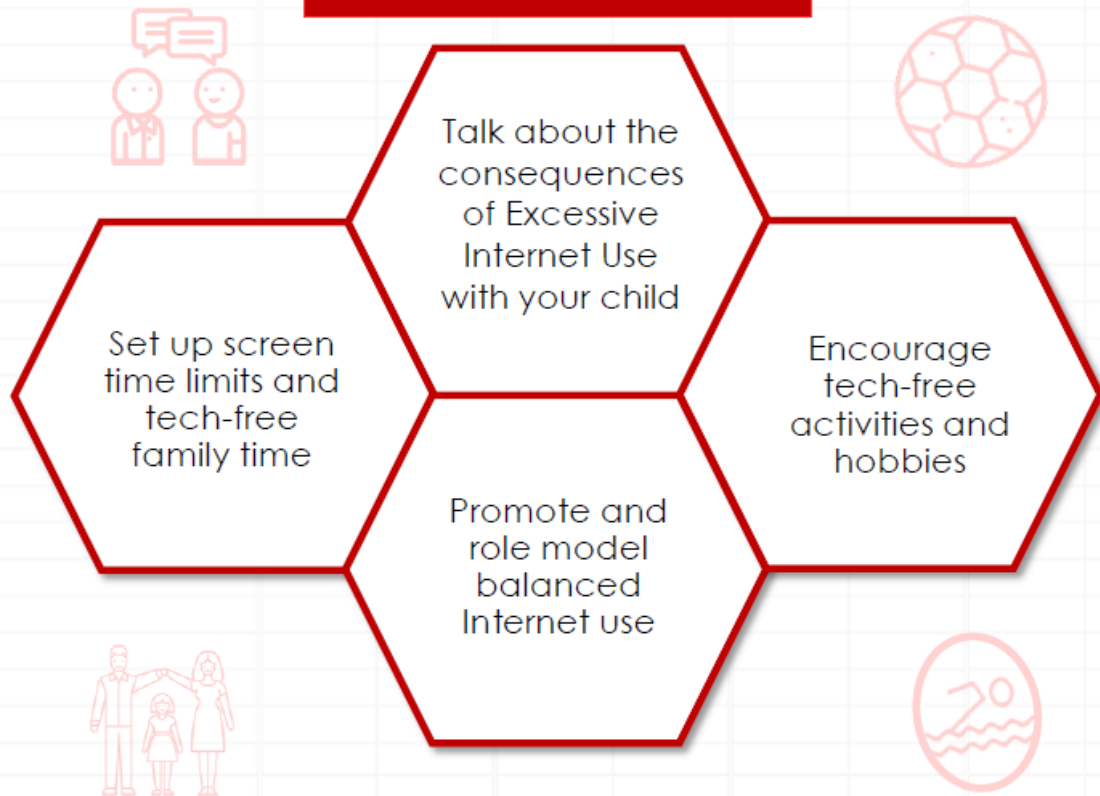 Talk about the
consequences
of Excessive
Internet Use
with your child
Set up screen
time limits and
tech-free
family time
Encourage
tech-free
activities and
hobbies
Promote and
role model
balanced
Internet use